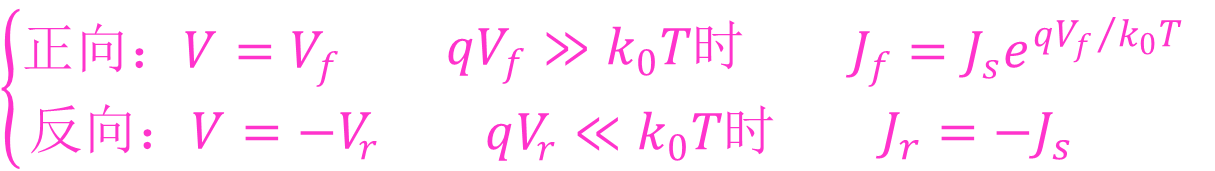 正向：V = V_f qV_f ≫ k_0T时 J_f = J_s e^{qV_f/k_0T}
反向：V = −V_r qV_r ≪ k_0T时 J_r = −J_s